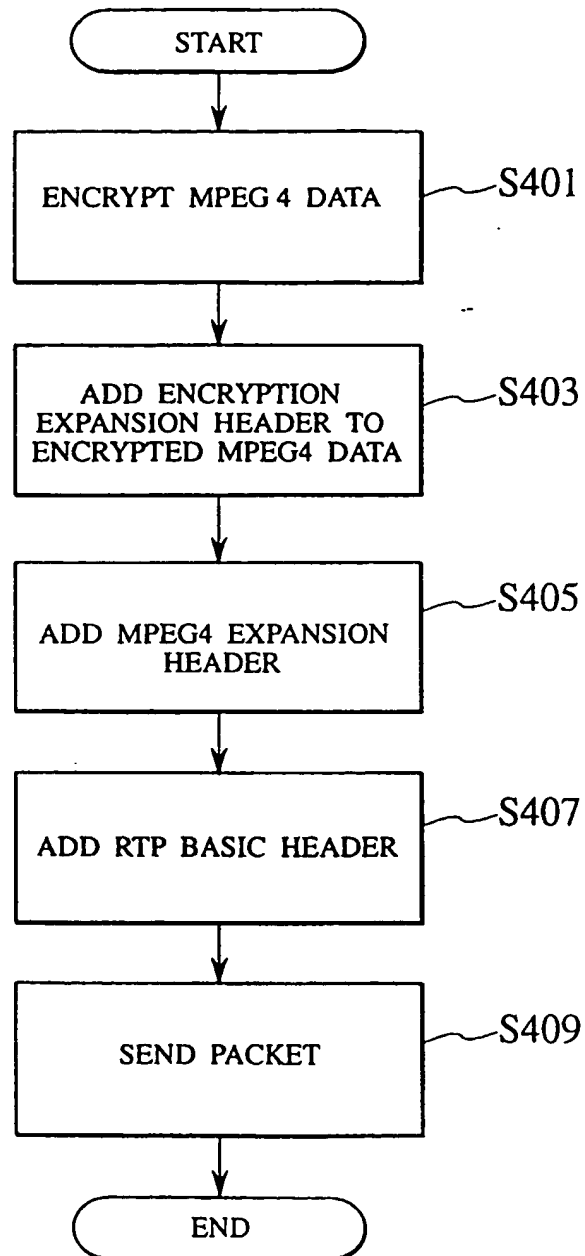 START
ENCRYPT MPEG 4 DATA
S401
ADD ENCRYPTION
EXPANSION HEADER TO
ENCRYPTED MPEG4 DATA
S403
ADD MPEG4 EXPANSION
HEADER
S405
ADD RTP BASIC HEADER
S407
SEND PACKET
S409
END